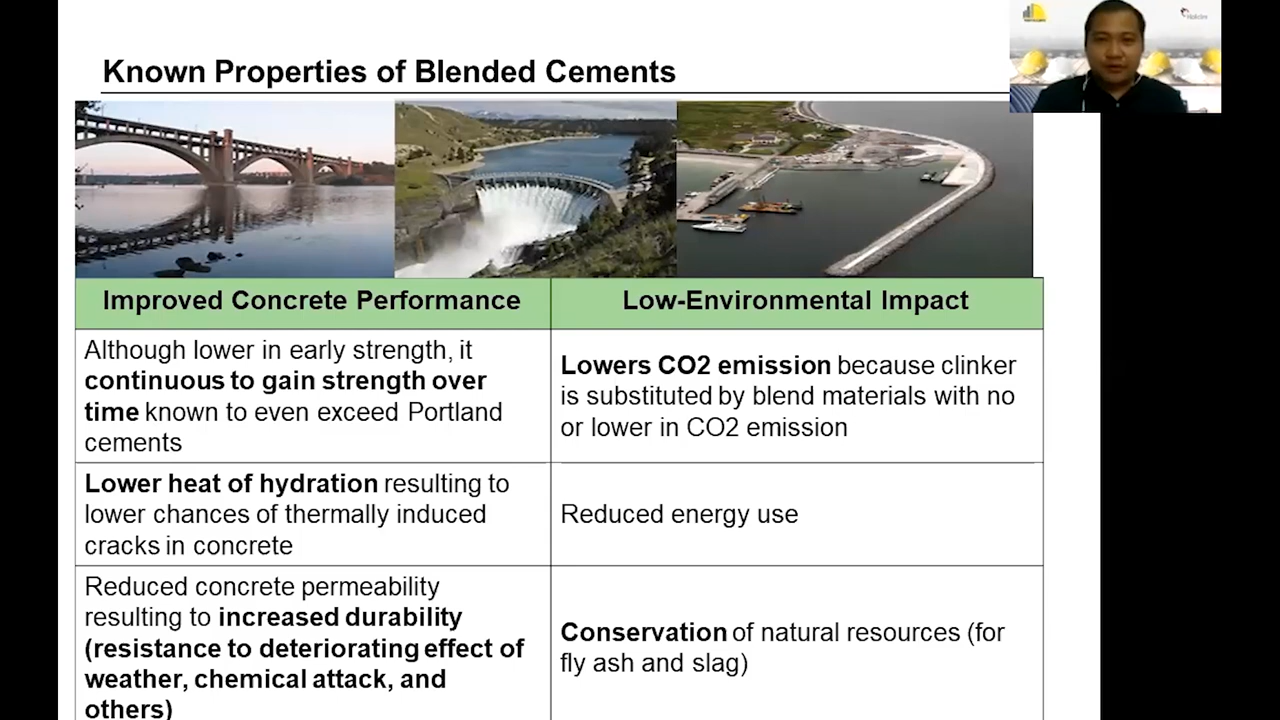 Known Properties of Blended Cements
Improved Concrete Performance
Low-Environmental Impact
Although lower in early strength, it
continuous to gain strength over
time known to even exceed Portland
cements
Lowers CO2 emission because clinker
is substituted by blend materials with no
or lower in CO2 emission
Lower heat of hydration resulting to
lower chances of thermally induced
cracks in concrete
Reduced energy use
Reduced concrete permeability
resulting to increased durability
(resistance to deteriorating effect of
weather, chemical attack, and
others)
Conservation of natural resources (for
fly ash and slag)